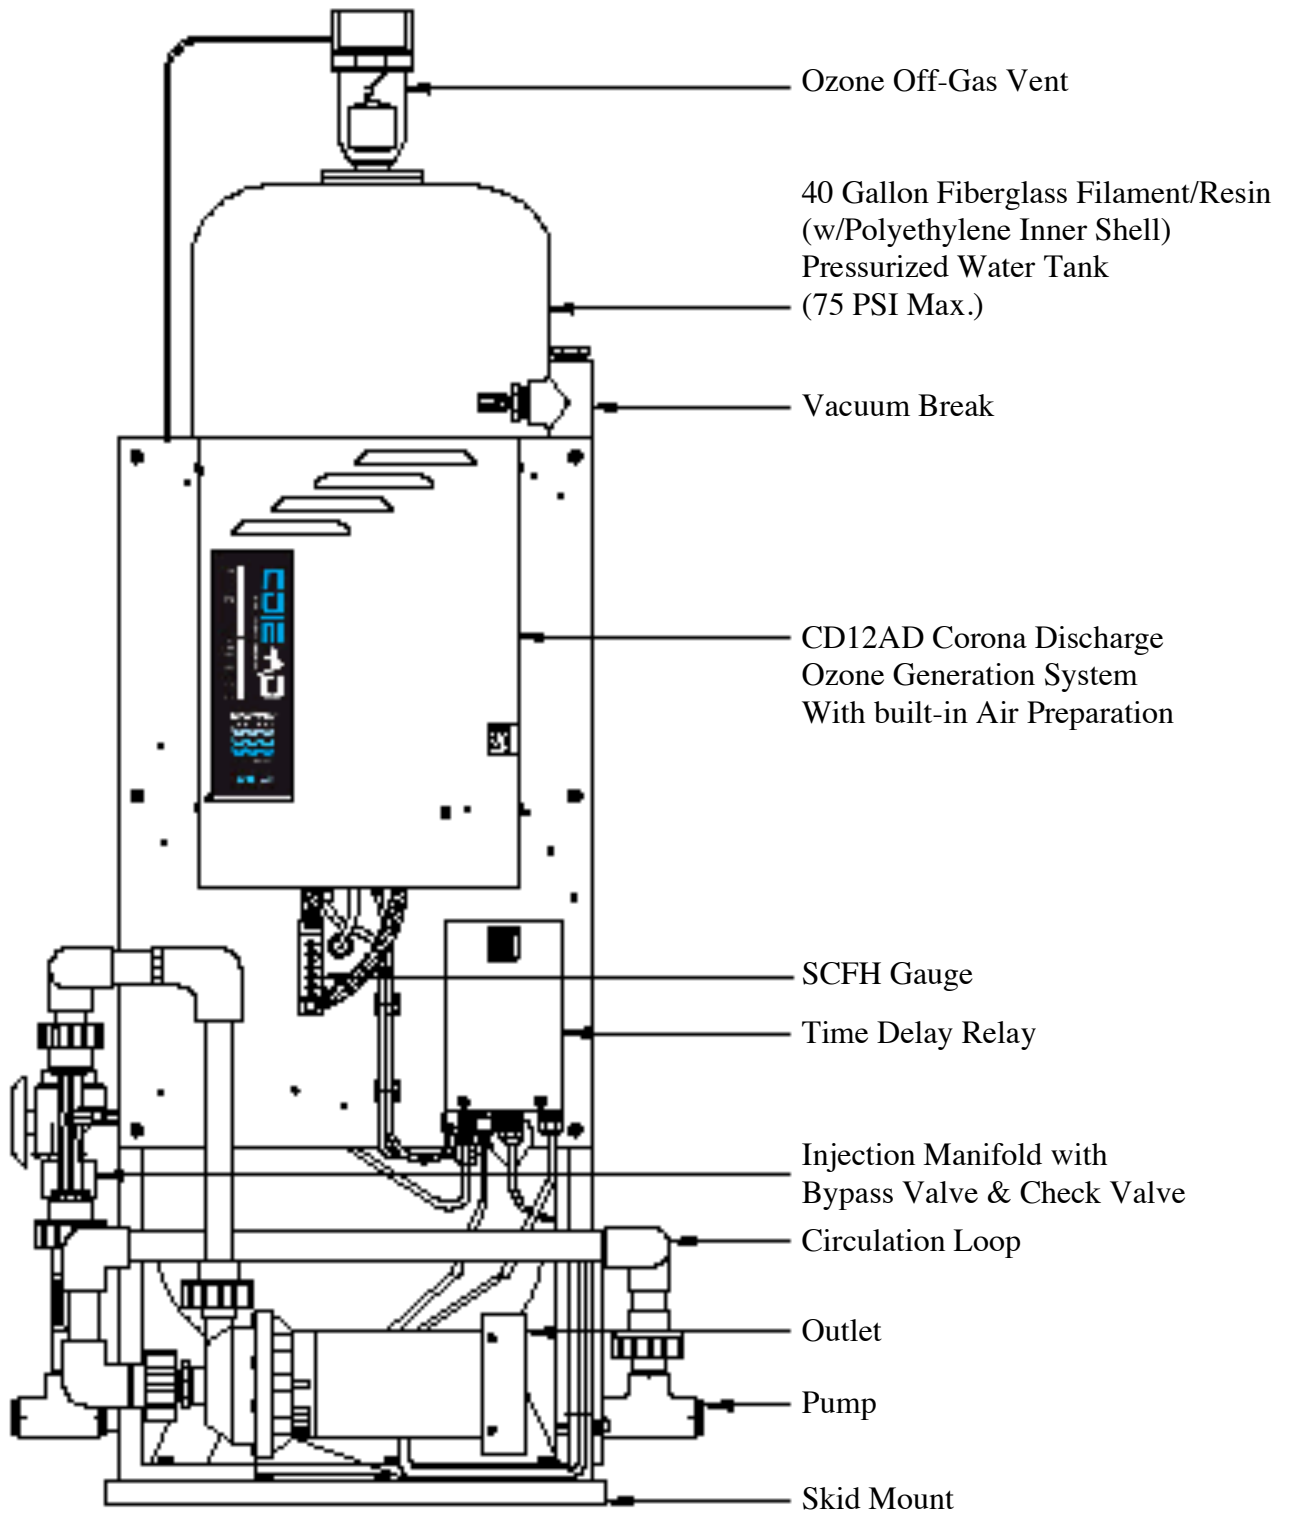 Ozone Off-Gas Vent
40 Gallon Fiberglass Filament/Resin
(w/Polyethylene Inner Shell)
Pressurized Water Tank
(75 PSI Max.)
Vacuum Break
CD12AD Corona Discharge
Ozone Generation System
With built-in Air Preparation
SCFH Gauge
Time Delay Relay
Injection Manifold with
Bypass Valve & Check Valve
Circulation Loop
Outlet
Pump
Skid Mount